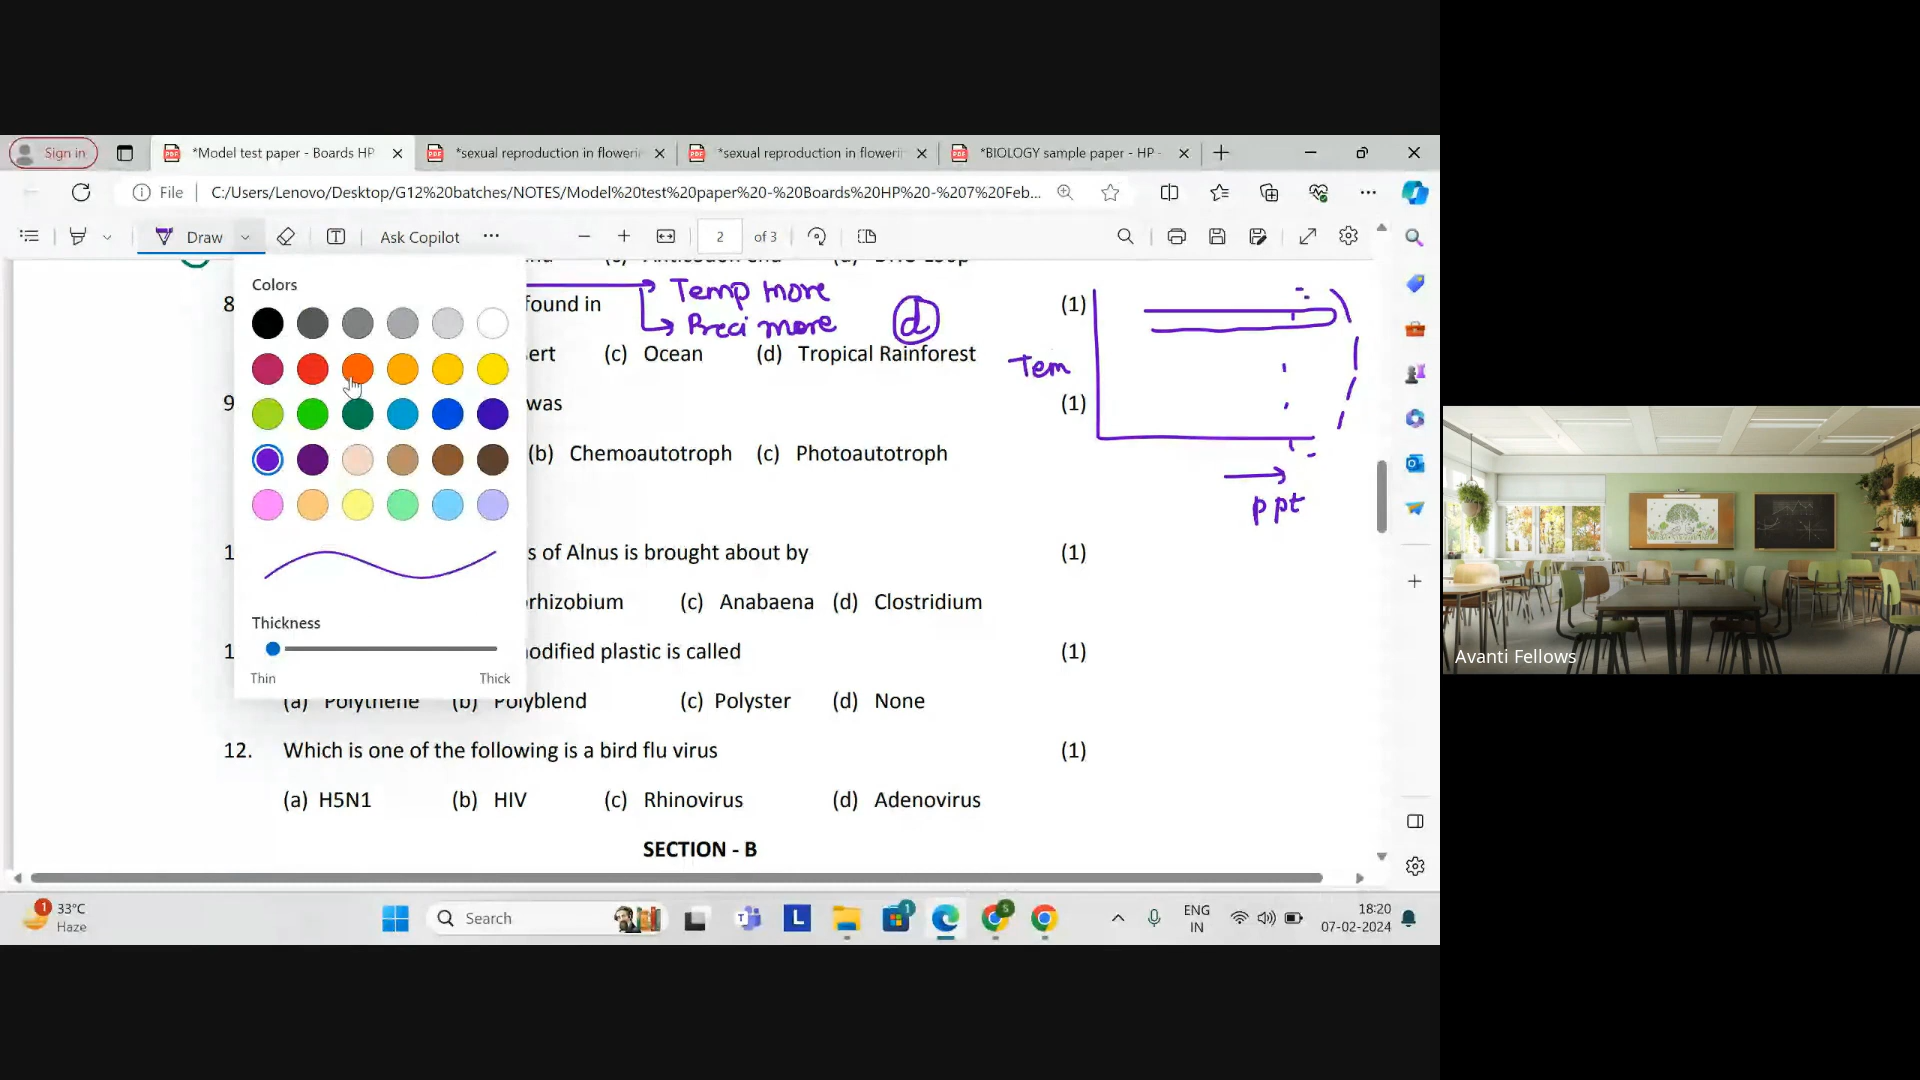 Sign in
*Model test paper - Boards HP
*sexual reproduction in floweri
*sexual reproduction in floweri
*BIOLOGY sample paper - HP -
File
C:/Users/Lenovo/Desktop/G12%20batches/NOTES/Model%20test%20paper%20-%20Boards%20HP%20-%207%20Feb...
Draw
Ask Copilot
2 of 3
Colors
Temp more
8 found in (1)
Preci more
d
ert (c) Ocean (d) Tropical Rainforest
Tem
9 was (1)
(b) Chemoautotroph (c) Photoautotroph
ppt
1 s of Alnus is brought about by (1)
rhizobium (c) Anabaena (d) Clostridium
Thickness
1 odified plastic is called (1)
Thin Thick
(a) Polythene (b) Polyblend (c) Polyster (d) None
12. Which is one of the following is a bird flu virus (1)
(a) H5N1 (b) HIV (c) Rhinovirus (d) Adenovirus
SECTION - B
Avanti Fellows
1
33°C
Haze
Search
L
1
5
ENG
IN
18:20
07-02-2024